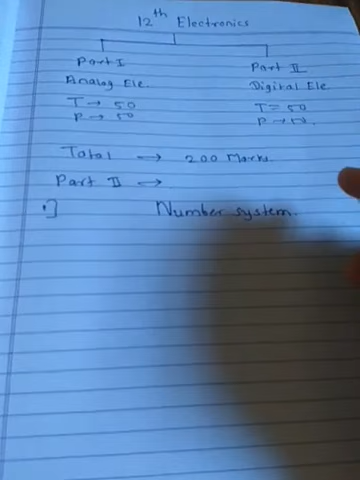 12th Electronics
Part I
Analog Ele.
T → 50
P → 50
Part II
Digital Ele
T = 50
P → 50.
Total → 200 Marks
Part II →
1] Number system.